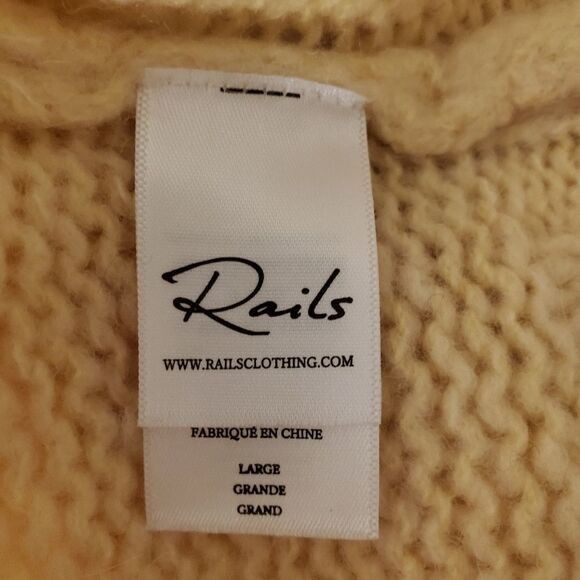 Rails
WWW.RAILSCLOTHING.COM
FABRIQUÉ EN CHINE
LARGE
GRANDE
GRAND